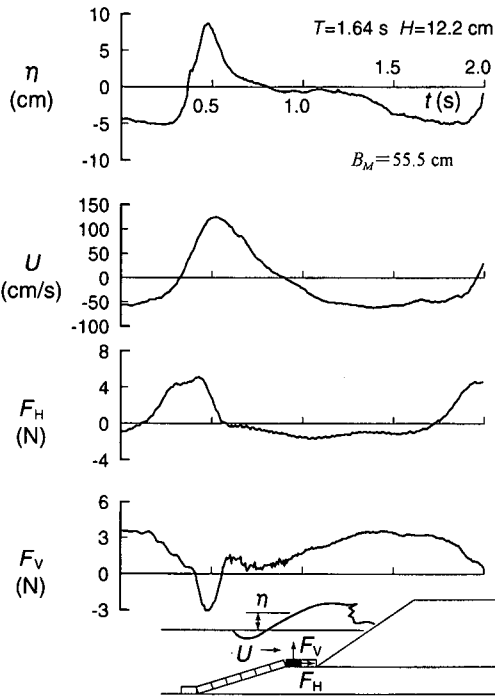 10
T=1.64 s H=12.2 cm
5
η
(cm)
0
0.5
1.0
1.5
2.0
t (s)
-5
-10
B_M=55.5 cm
150
100
50
U
(cm/s)
0
-50
-100
8
4
F_H
(N)
0
-4
6
3
F_V
(N)
0
-3
η
U
F_V
F_H